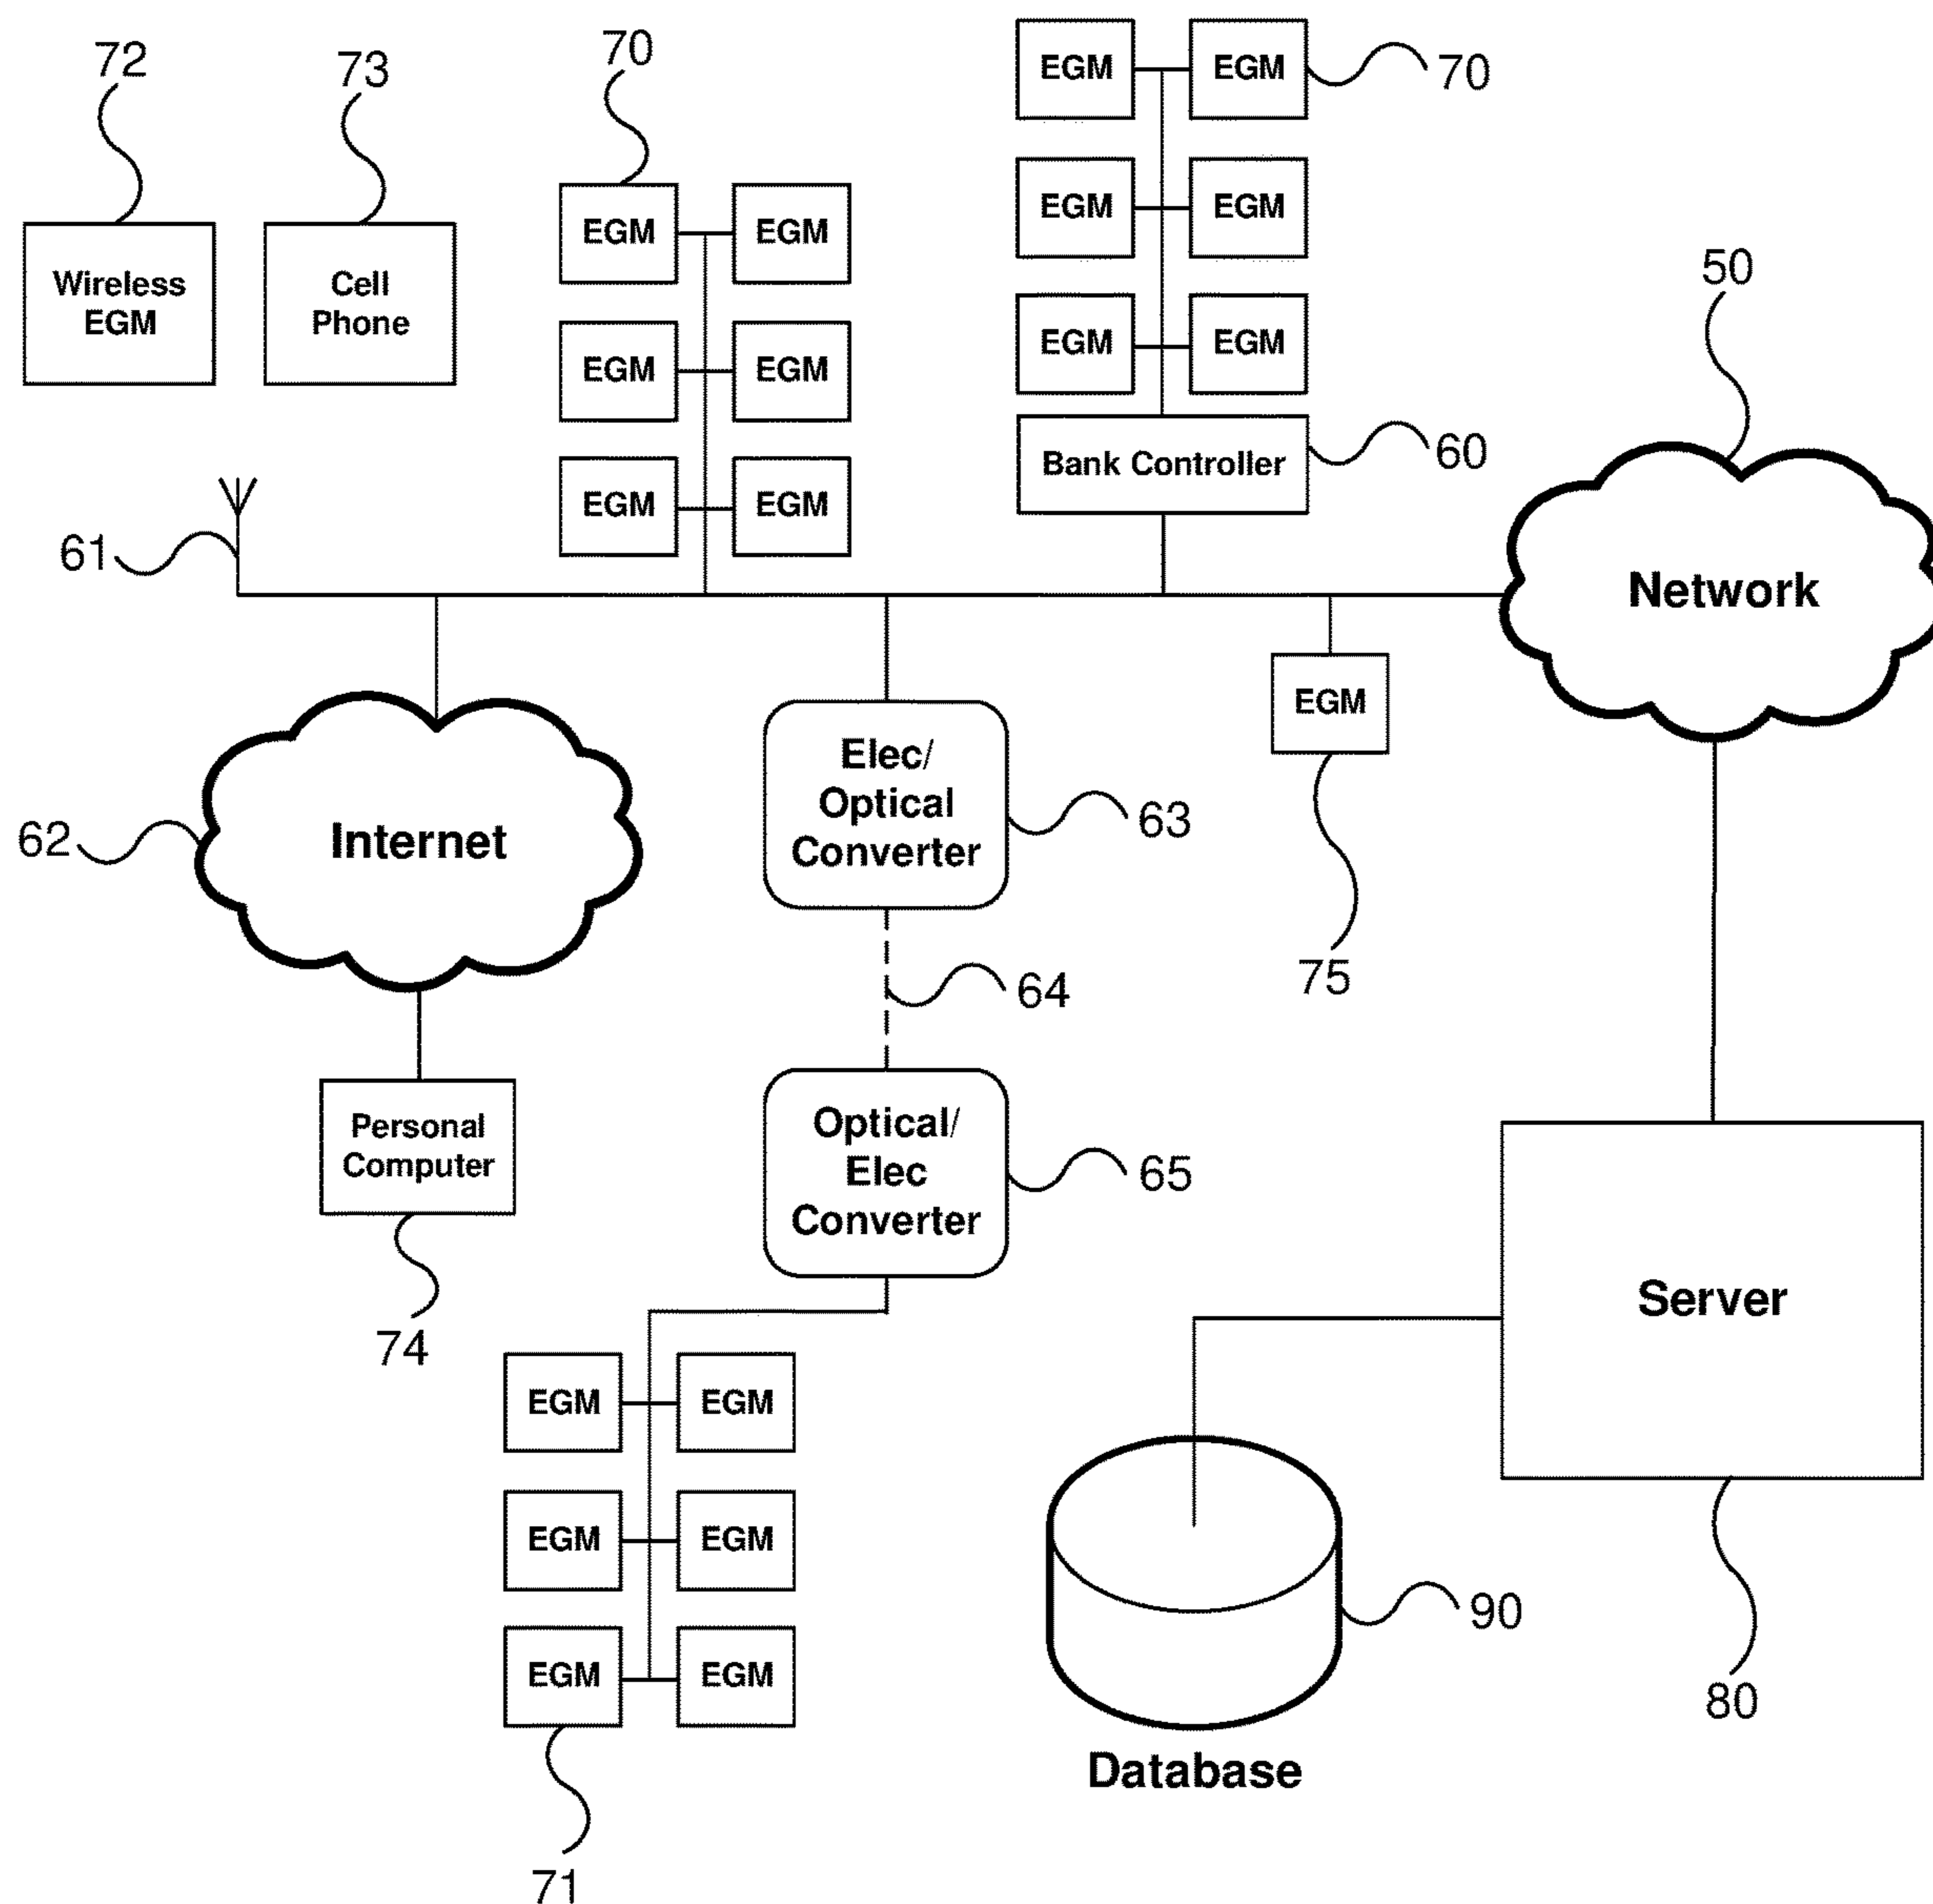 72
73
70
EGM
EGM
70
Wireless
EGM
Cell
Phone
EGM
EGM
EGM
EGM
EGM
EGM
EGM
EGM
EGM
EGM
50
Bank Controller
60
61
Network
EGM
Elec/
Optical
Converter
63
62
Internet
75
64
Personal
Computer
Optical/
Elec
Converter
65
74
Server
EGM
EGM
EGM
EGM
EGM
EGM
90
80
Database
71